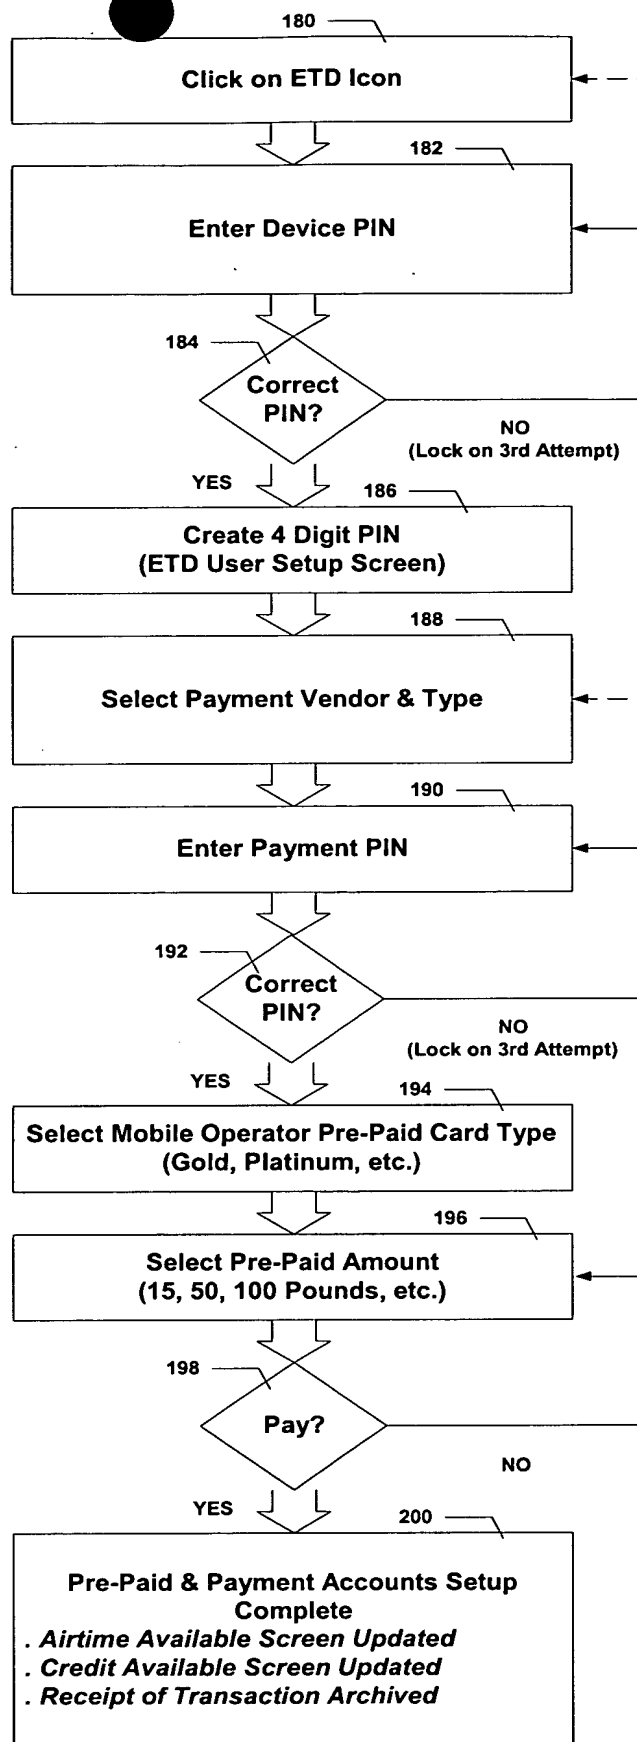 180
Click on ETD Icon
182
Enter Device PIN
184
Correct
PIN?
NO
(Lock on 3rd Attempt)
YES
186
Create 4 Digit PIN
(ETD User Setup Screen)
188
Select Payment Vendor & Type
190
Enter Payment PIN
192
Correct
PIN?
NO
(Lock on 3rd Attempt)
YES
194
Select Mobile Operator Pre-Paid Card Type
(Gold, Platinum, etc.)
196
Select Pre-Paid Amount
(15, 50, 100 Pounds, etc.)
198
Pay?
NO
YES
200
Pre-Paid & Payment Accounts Setup
Complete
. Airtime Available Screen Updated
. Credit Available Screen Updated
. Receipt of Transaction Archived